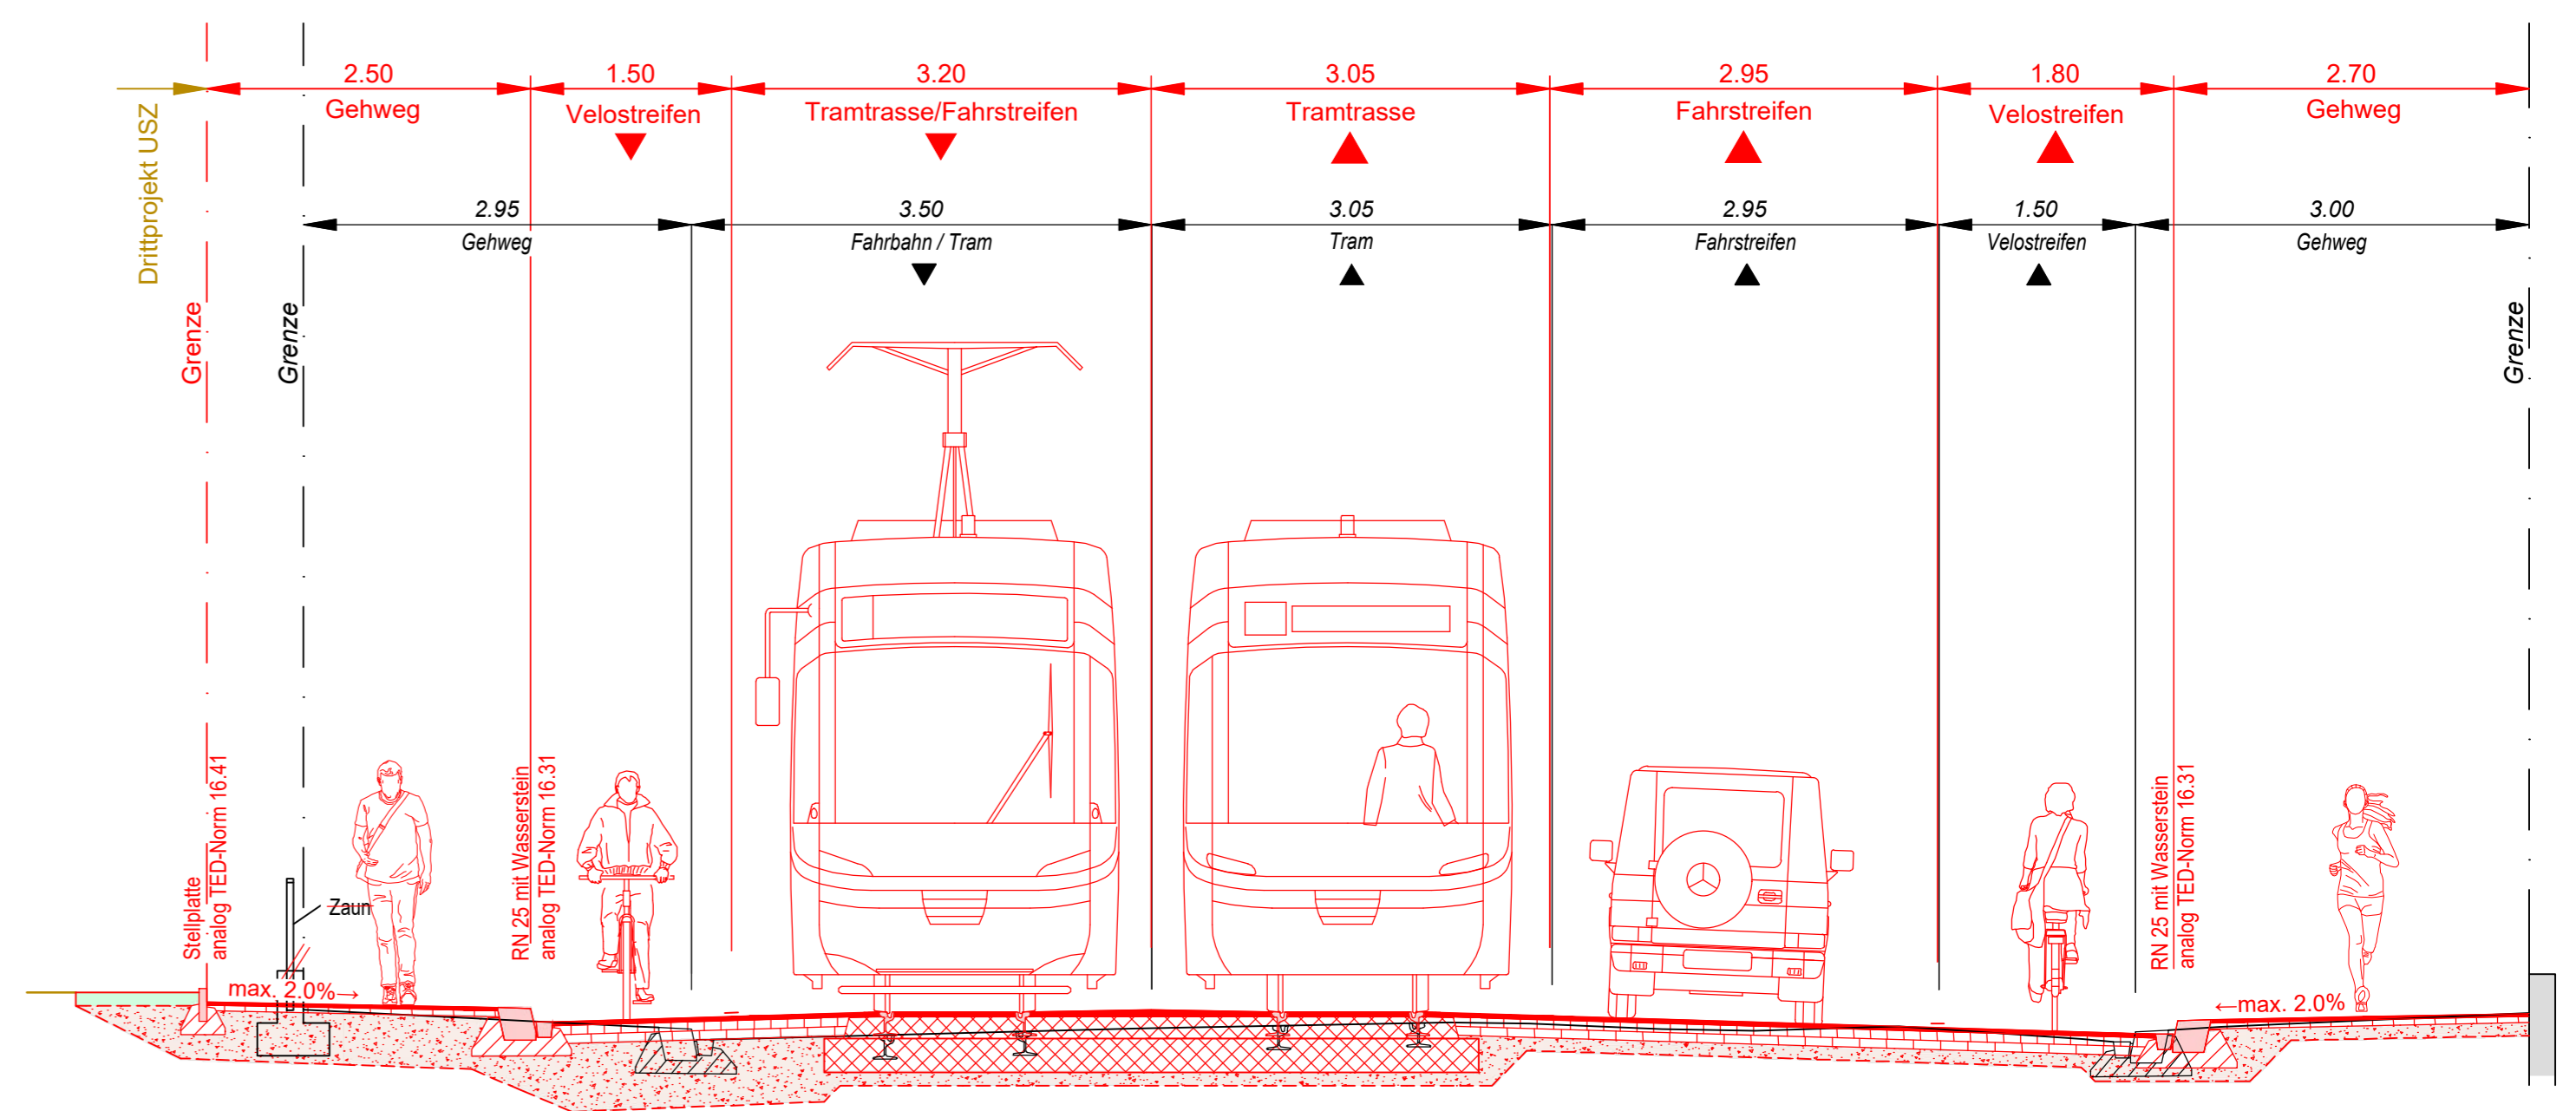 2.50 1.50 3.20 3.05 2.95 1.80 2.70
Gehweg Velostreifen Tramtrasse/Fahrstreifen Tramtrasse Fahrstreifen Velostreifen Gehweg
Drittprojekt USZ
2.95 3.50 3.05 2.95 1.50 3.00
Gehweg Fahrbahn / Tram Tram Fahrstreifen Velostreifen Gehweg
Grenze
Grenze
Grenze
Stellplatte
analog TED-Norm 16.41
Zaun
RN 25 mit Wasserstein
analog TED-Norm 16.31
RN 25 mit Wasserstein
analog TED-Norm 16.31
max. 2.0%→
←max. 2.0%